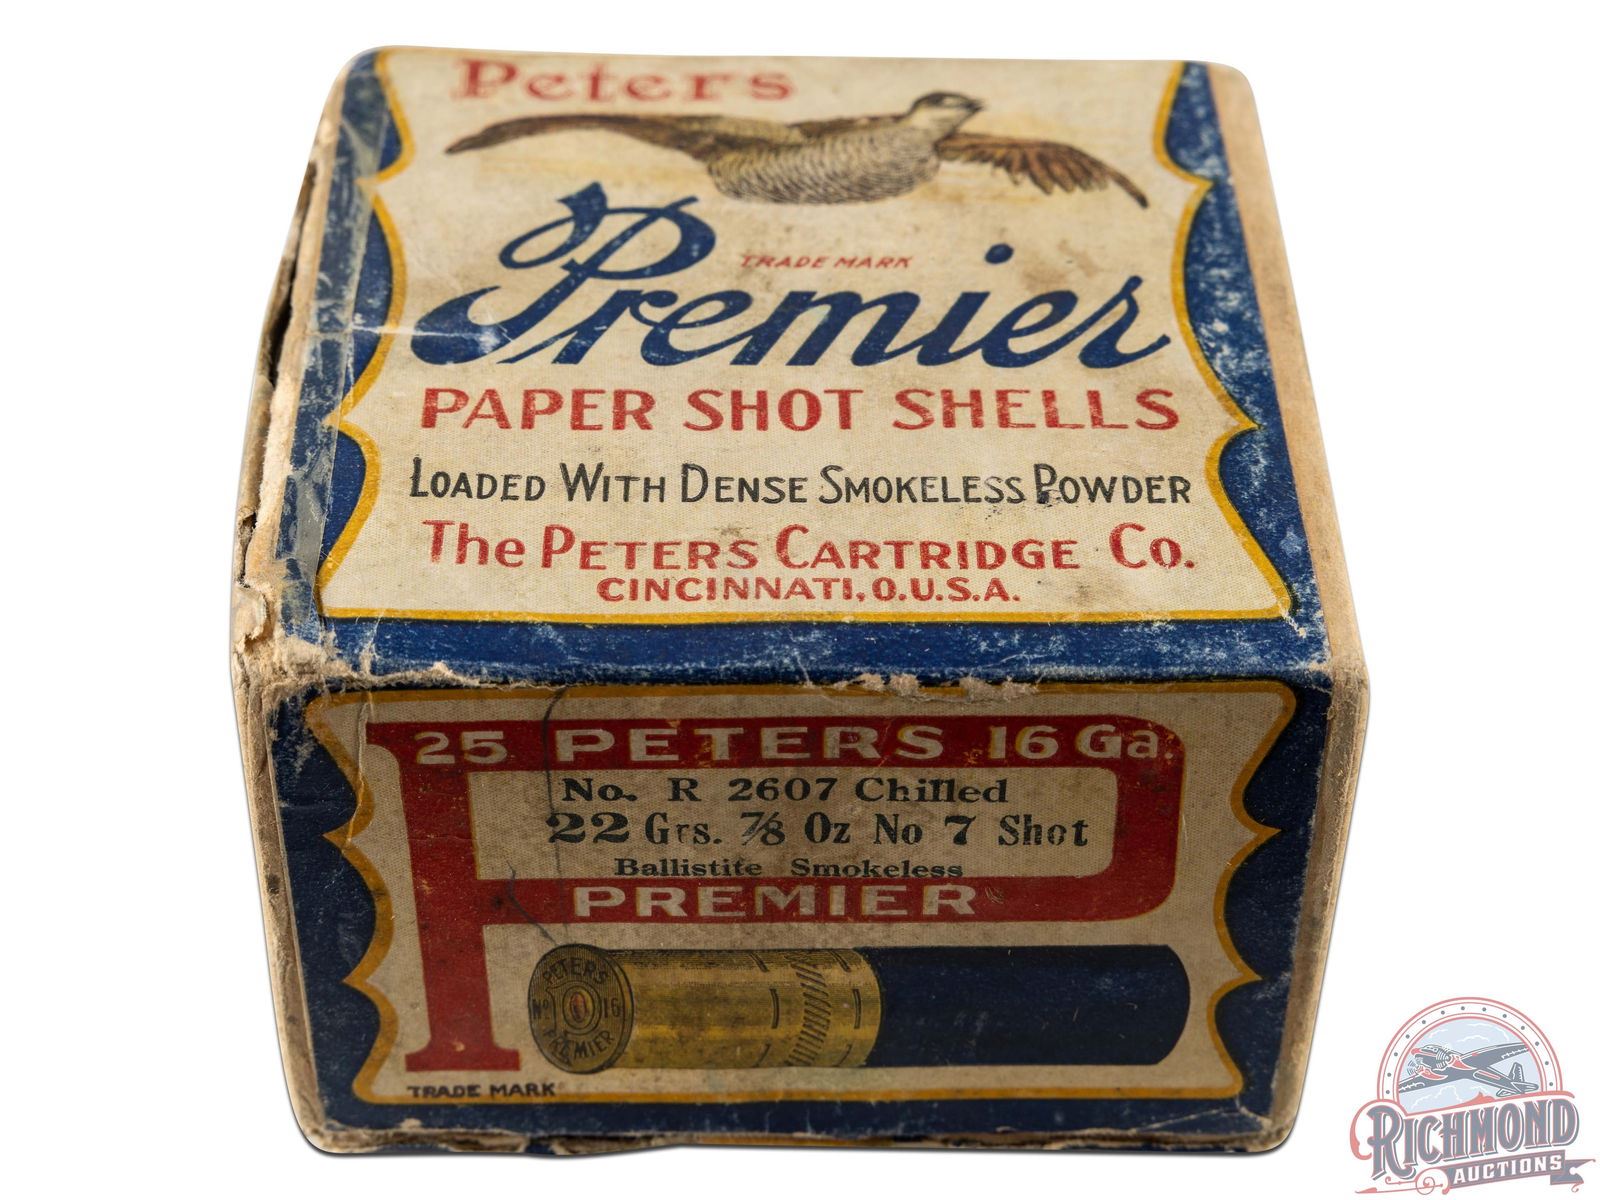 Peters
TRADE MARK
Premier
PAPER SHOT SHELLS
LOADED WITH DENSE SMOKELESS POWDER
The PETERS CARTRIDGE Co.
CINCINNATI, O.U.S.A.
25 PETERS 16 Ga.
No. R 2607 Chilled
22 Grs. ⅞ Oz No 7 Shot
Ballistite Smokeless
PREMIER
PETERS
No 16
PREMIER
TRADE MARK
RICHMOND
AUCTIONS